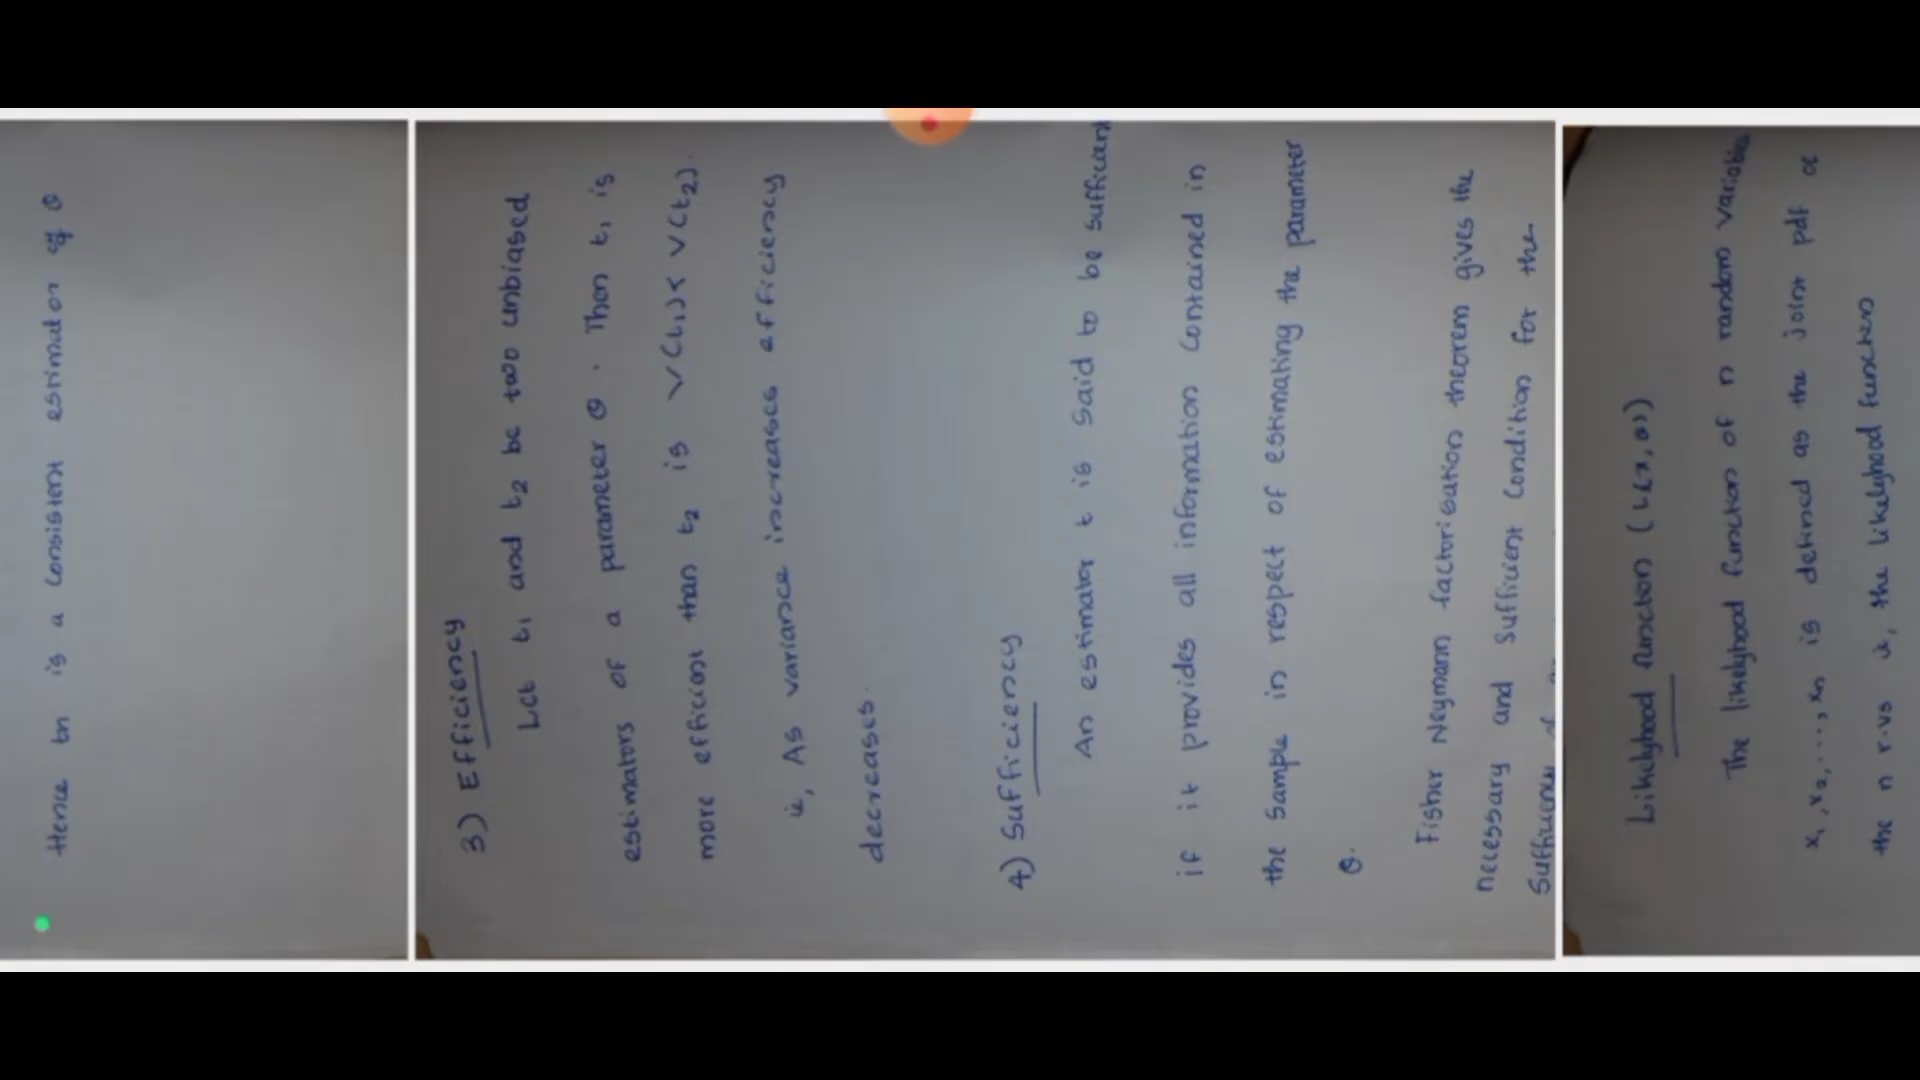 Hence tn is a consistent estimator of θ
3) Efficiency
Let t1 and t2 be two unbiased
estimators of a parameter θ. Then t1 is
more efficient than t2 is V(t1) < V(t2).
ie, As variance increases efficiency
decreases.
4) Sufficiency
An estimator t is said to be sufficient
if it provides all information contained in
the sample in respect of estimating the parameter
θ.
Fisher Neymann factorisation theorem gives the
necessary and sufficient condition for the
Sufficiency of
Likelyhood function (L(x, θ))
The likelyhood function of n random variables
x1, x2, ..., xn is defined as the joint pdf of
the n r.vs ie, the likelyhood function